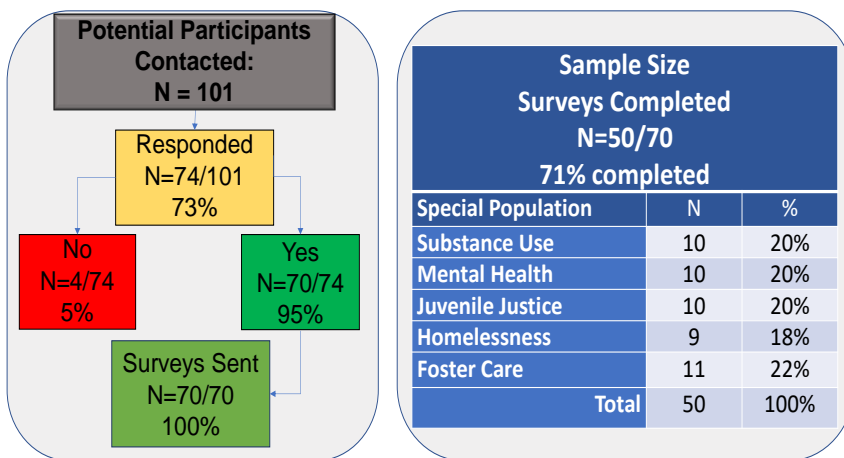 Potential Participants
Contacted:
N = 101
Responded
N=74/101
73%
No
N=4/74
5%
Yes
N=70/74
95%
Surveys Sent
N=70/70
100%
Sample Size
Surveys Completed
N=50/70
71% completed
Special Population N %
Substance Use 10 20%
Mental Health 10 20%
Juvenile Justice 10 20%
Homelessness 9 18%
Foster Care 11 22%
Total 50 100%